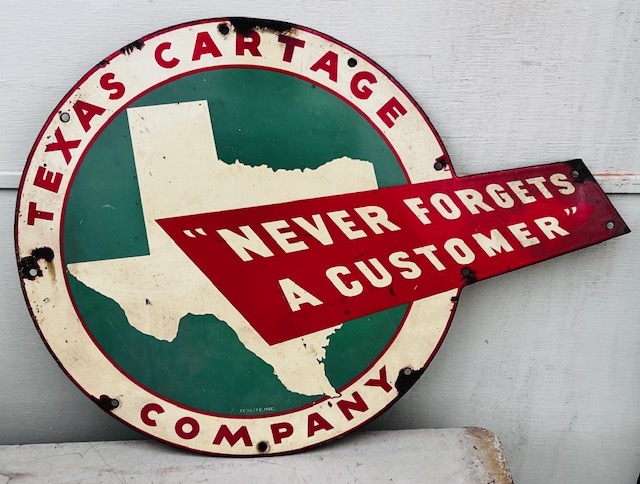 TEXAS CARTAGE
COMPANY
"NEVER FORGETS
A CUSTOMER"